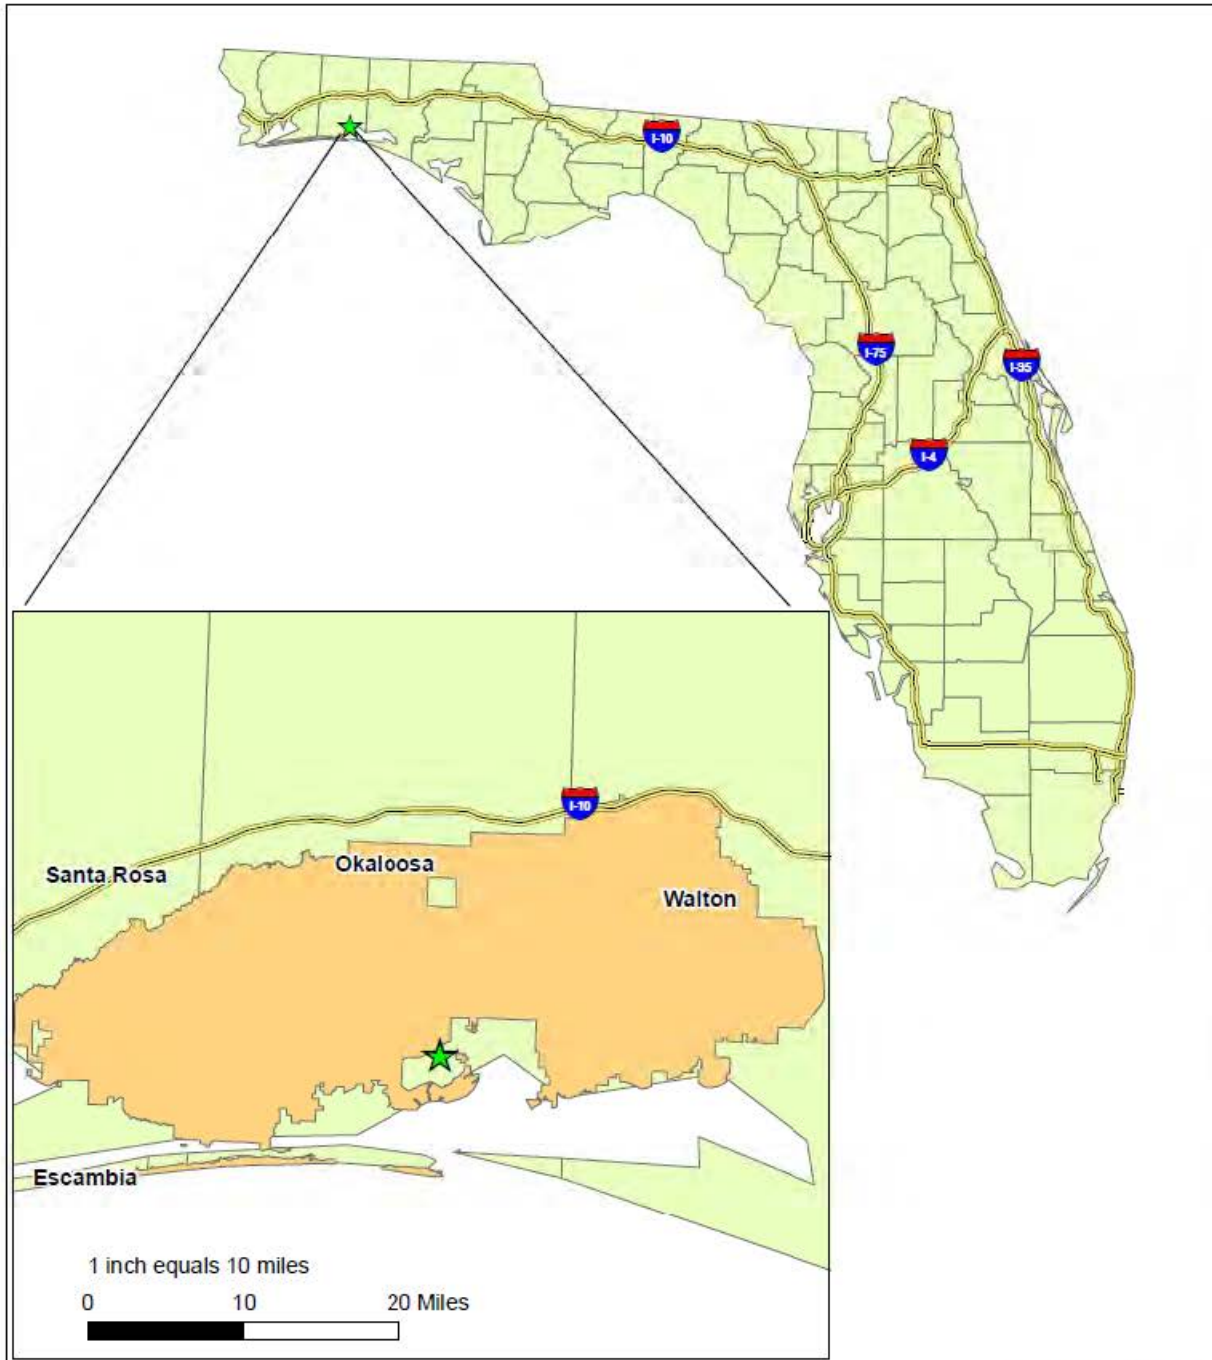 I-10
I-75
I-95
I-4
I-10
Santa Rosa
Okaloosa
Walton
Escambia
1 inch equals 10 miles
0 10 20 Miles